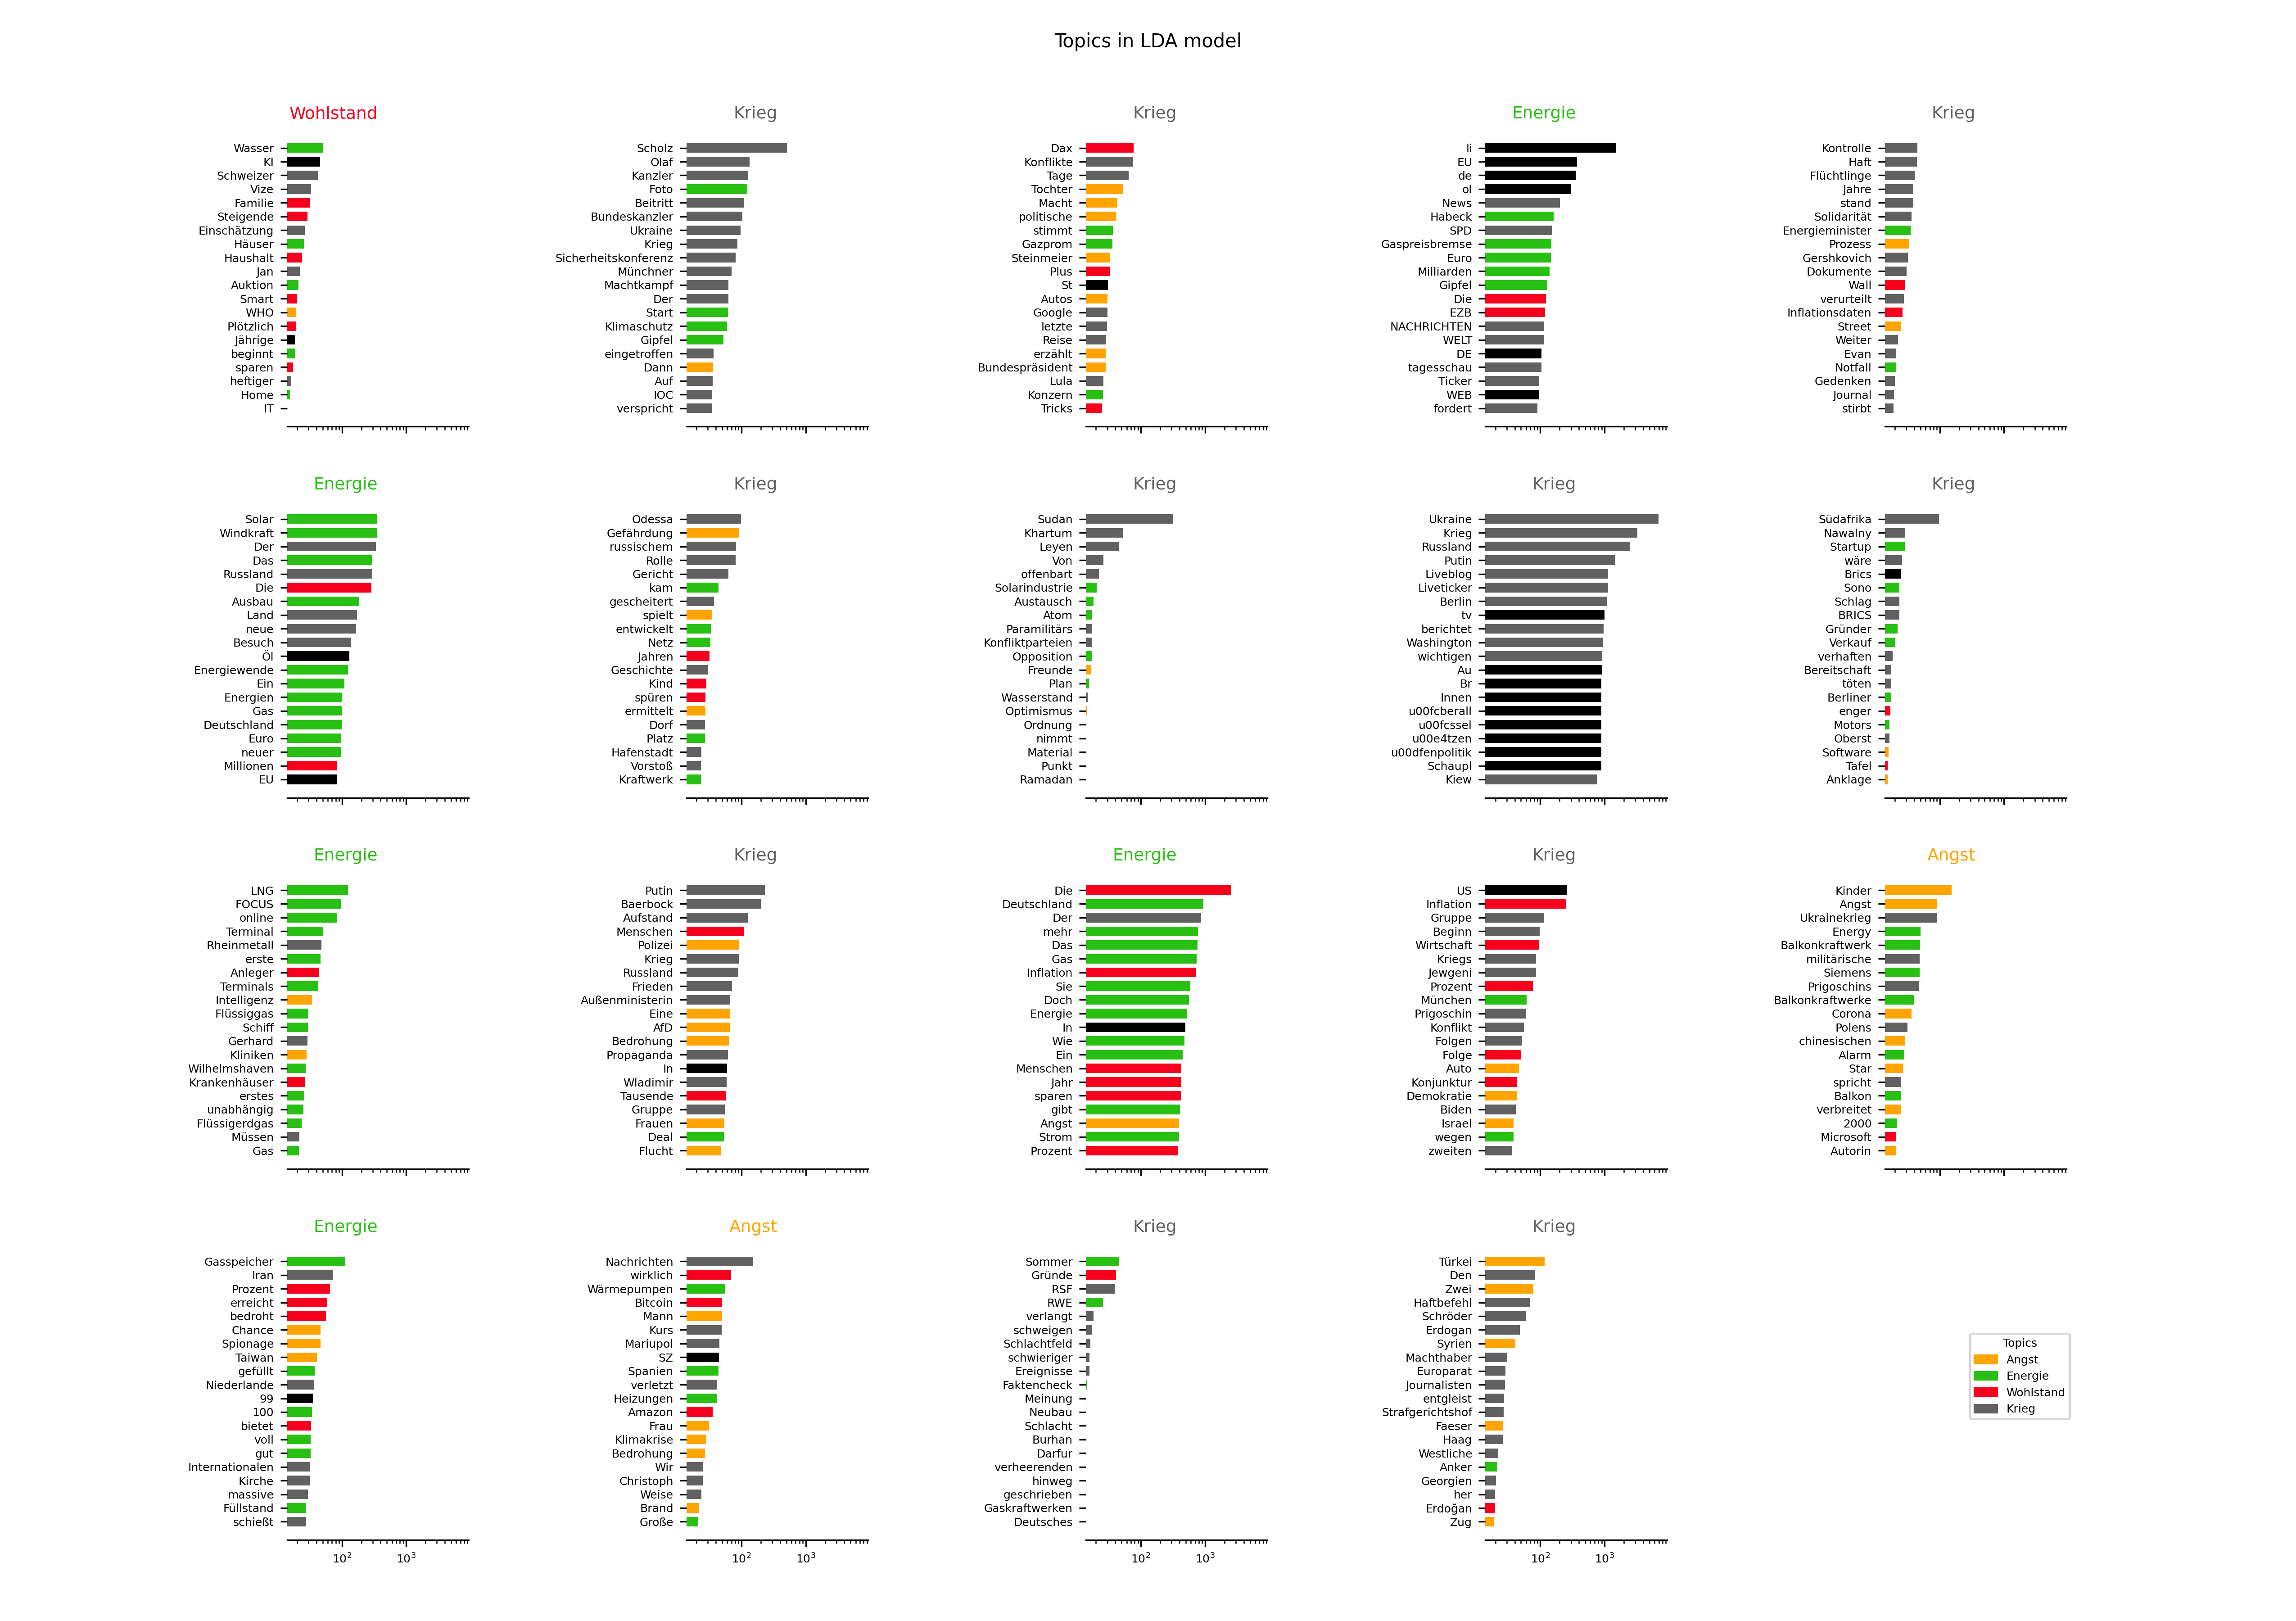 Topics in LDA model
Wohlstand
Wasser
KI
Schweizer
Vize
Familie
Steigende
Einschätzung
Häuser
Haushalt
Jan
Auktion
Smart
WHO
Plötzlich
Jährige
beginnt
sparen
heftiger
Home
IT
Krieg
Scholz
Olaf
Kanzler
Foto
Beitritt
Bundeskanzler
Ukraine
Krieg
Sicherheitskonferenz
Münchner
Machtkampf
Der
Start
Klimaschutz
Gipfel
eingetroffen
Dann
Auf
IOC
verspricht
Krieg
Dax
Konflikte
Tage
Tochter
Macht
politische
stimmt
Gazprom
Steinmeier
Plus
St
Autos
Google
letzte
Reise
erzählt
Bundespräsident
Lula
Konzern
Tricks
Energie
li
EU
de
ol
News
Habeck
SPD
Gaspreisbremse
Euro
Milliarden
Gipfel
Die
EZB
NACHRICHTEN
WELT
DE
tagesschau
Ticker
WEB
fordert
Krieg
Kontrolle
Haft
Flüchtlinge
Jahre
stand
Solidarität
Energieminister
Prozess
Gershkovich
Dokumente
Wall
verurteilt
Inflationsdaten
Street
Weiter
Evan
Notfall
Gedenken
Journal
stirbt
Energie
Solar
Windkraft
Der
Das
Russland
Die
Ausbau
Land
neue
Besuch
Öl
Energiewende
Ein
Energien
Gas
Deutschland
Euro
neuer
Millionen
EU
Krieg
Odessa
Gefährdung
russischem
Rolle
Gericht
kam
gescheitert
spielt
entwickelt
Netz
Jahren
Geschichte
Kind
spüren
ermittelt
Dorf
Platz
Hafenstadt
Vorstoß
Kraftwerk
Krieg
Sudan
Khartum
Leyen
Von
offenbart
Solarindustrie
Austausch
Atom
Paramilitärs
Konfliktparteien
Opposition
Freunde
Plan
Wasserstand
Optimismus
Ordnung
nimmt
Material
Punkt
Ramadan
Krieg
Ukraine
Krieg
Russland
Putin
Liveblog
Liveticker
Berlin
tv
berichtet
Washington
wichtigen
Au
Br
Innen
u00fcberall
u00fcssel
u00e4tzen
u00dfenpolitik
Schaupl
Kiew
Krieg
Südafrika
Nawalny
Startup
wäre
Brics
Sono
Schlag
BRICS
Gründer
Verkauf
verhaften
Bereitschaft
töten
Berliner
enger
Motors
Oberst
Software
Tafel
Anklage
Energie
LNG
FOCUS
online
Terminal
Rheinmetall
erste
Anleger
Terminals
Intelligenz
Flüssiggas
Schiff
Gerhard
Kliniken
Wilhelmshaven
Krankenhäuser
erstes
unabhängig
Flüssigerdgas
Müssen
Gas
Krieg
Putin
Baerbock
Aufstand
Menschen
Polizei
Krieg
Russland
Frieden
Außenministerin
Eine
AfD
Bedrohung
Propaganda
In
Wladimir
Tausende
Gruppe
Frauen
Deal
Flucht
Energie
Die
Deutschland
Der
mehr
Das
Gas
Inflation
Sie
Doch
Energie
In
Wie
Ein
Menschen
Jahr
sparen
gibt
Angst
Strom
Prozent
Krieg
US
Inflation
Gruppe
Beginn
Wirtschaft
Kriegs
Jewgeni
Prozent
München
Prigoschin
Konflikt
Folgen
Folge
Auto
Konjunktur
Demokratie
Biden
Israel
wegen
zweiten
Angst
Kinder
Angst
Ukrainekrieg
Energy
Balkonkraftwerk
militärische
Siemens
Prigoschins
Balkonkraftwerke
Corona
Polens
chinesischen
Alarm
Star
spricht
Balkon
verbreitet
2000
Microsoft
Autorin
Energie
Gasspeicher
Iran
Prozent
erreicht
bedroht
Chance
Spionage
Taiwan
gefüllt
Niederlande
99
100
bietet
voll
gut
Internationalen
Kirche
massive
Füllstand
schießt
10² 10³
Angst
Nachrichten
wirklich
Wärmepumpen
Bitcoin
Mann
Kurs
Mariupol
SZ
Spanien
verletzt
Heizungen
Amazon
Frau
Klimakrise
Bedrohung
Wir
Christoph
Weise
Brand
Große
10² 10³
Krieg
Sommer
Gründe
RSF
RWE
verlangt
schweigen
Schlachtfeld
schwieriger
Ereignisse
Faktencheck
Meinung
Neubau
Schlacht
Burhan
Darfur
verheerenden
hinweg
geschrieben
Gaskraftwerken
Deutsches
10² 10³
Krieg
Türkei
Den
Zwei
Haftbefehl
Schröder
Erdogan
Syrien
Machthaber
Europarat
Journalisten
entgleist
Strafgerichtshof
Faeser
Haag
Westliche
Anker
Georgien
her
Erdoğan
Zug
10² 10³
Topics
Angst
Energie
Wohlstand
Krieg